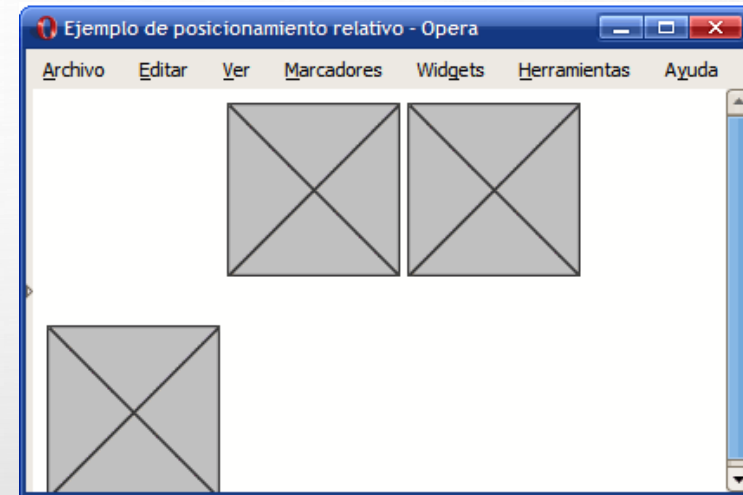 Ejemplo de posicionamiento relativo - Opera
Archivo Editar Ver Marcadores Widgets Herramientas Ayuda